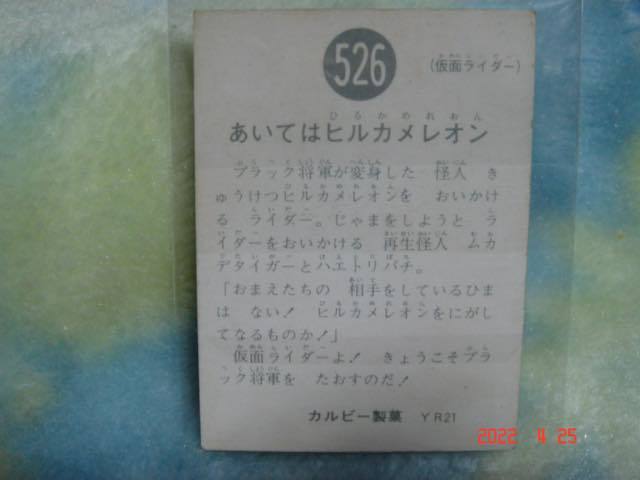 526
(仮面ライダー)
あいてはヒルカメレオン
ブラック将軍が変身した 怪人 き
ゅうけつヒルカメレオンを おいかけ
る ライダー。じゃまをしようと ラ
イダーをおいかける 再生怪人 ムカ
デタイガーとハエトリバチ。
「おまえたちの 相手をしているひま
は ない! ヒルカメレオンをにがし
てなるものか!」
仮面ライダーよ! きょうこそブラ
ック将軍を たおすのだ!
カルビー製菓 YR21
2022 4 25